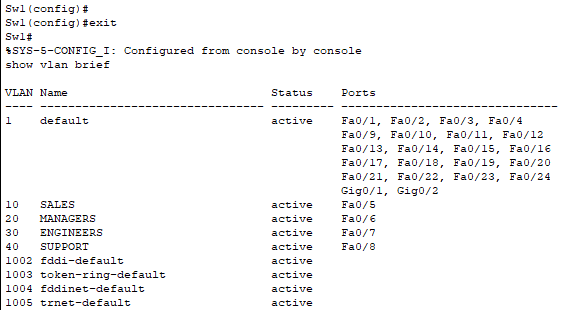 Sw1(config)#
Sw1(config)#exit
Sw1#
%SYS-5-CONFIG_I: Configured from console by console
show vlan brief
VLAN Name                             Status    Ports
---- -------------------------------- --------- -------------------------------
1    default                          active    Fa0/1, Fa0/2, Fa0/3, Fa0/4
                                                Fa0/9, Fa0/10, Fa0/11, Fa0/12
                                                Fa0/13, Fa0/14, Fa0/15, Fa0/16
                                                Fa0/17, Fa0/18, Fa0/19, Fa0/20
                                                Fa0/21, Fa0/22, Fa0/23, Fa0/24
                                                Gig0/1, Gig0/2
10   SALES                            active    Fa0/5
20   MANAGERS                         active    Fa0/6
30   ENGINEERS                        active    Fa0/7
40   SUPPORT                          active    Fa0/8
1002 fddi-default                     active
1003 token-ring-default               active
1004 fddinet-default                  active
1005 trnet-default                    active